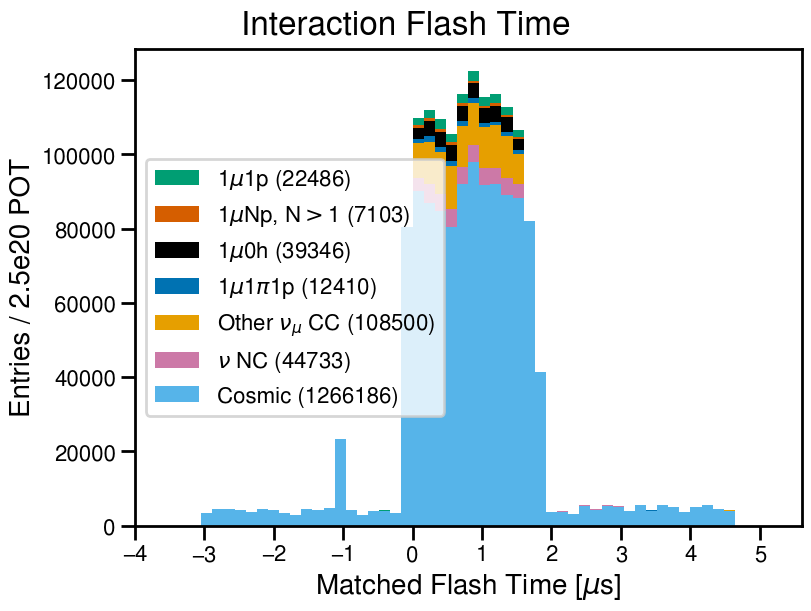 Interaction Flash Time
Entries / 2.5e20 POT
120000
100000
80000
60000
40000
20000
0
1μ1p (22486)
1μNp, N > 1 (7103)
1μ0h (39346)
1μ1π1p (12410)
Other νμ CC (108500)
ν NC (44733)
Cosmic (1266186)
−4 −3 −2 −1 0 1 2 3 4 5
Matched Flash Time [μs]